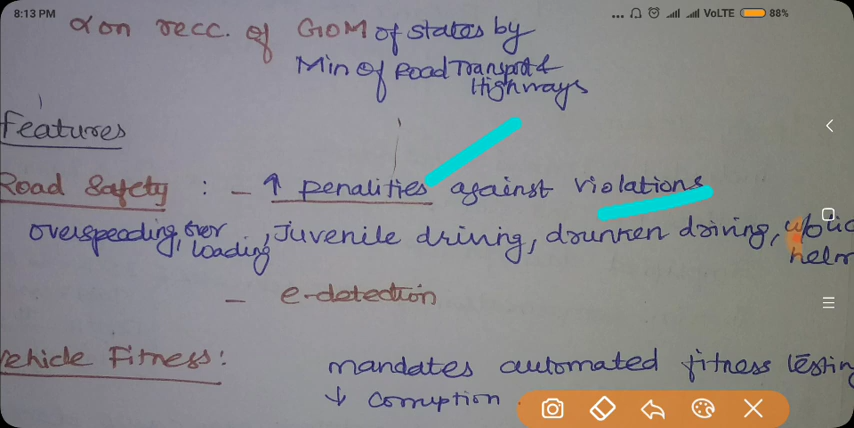 8:13 PM ... VoLTE 88%
on recc. of GOM of states by
Min of Road Transport &
Highways
Features
Road Safety : - ↑ penalities against violations
overspeeding, over loading, Juvenile driving, drunken driving,
- e-detection
Vehicle Fitness: mandates automated fitness testing
↓ corruption